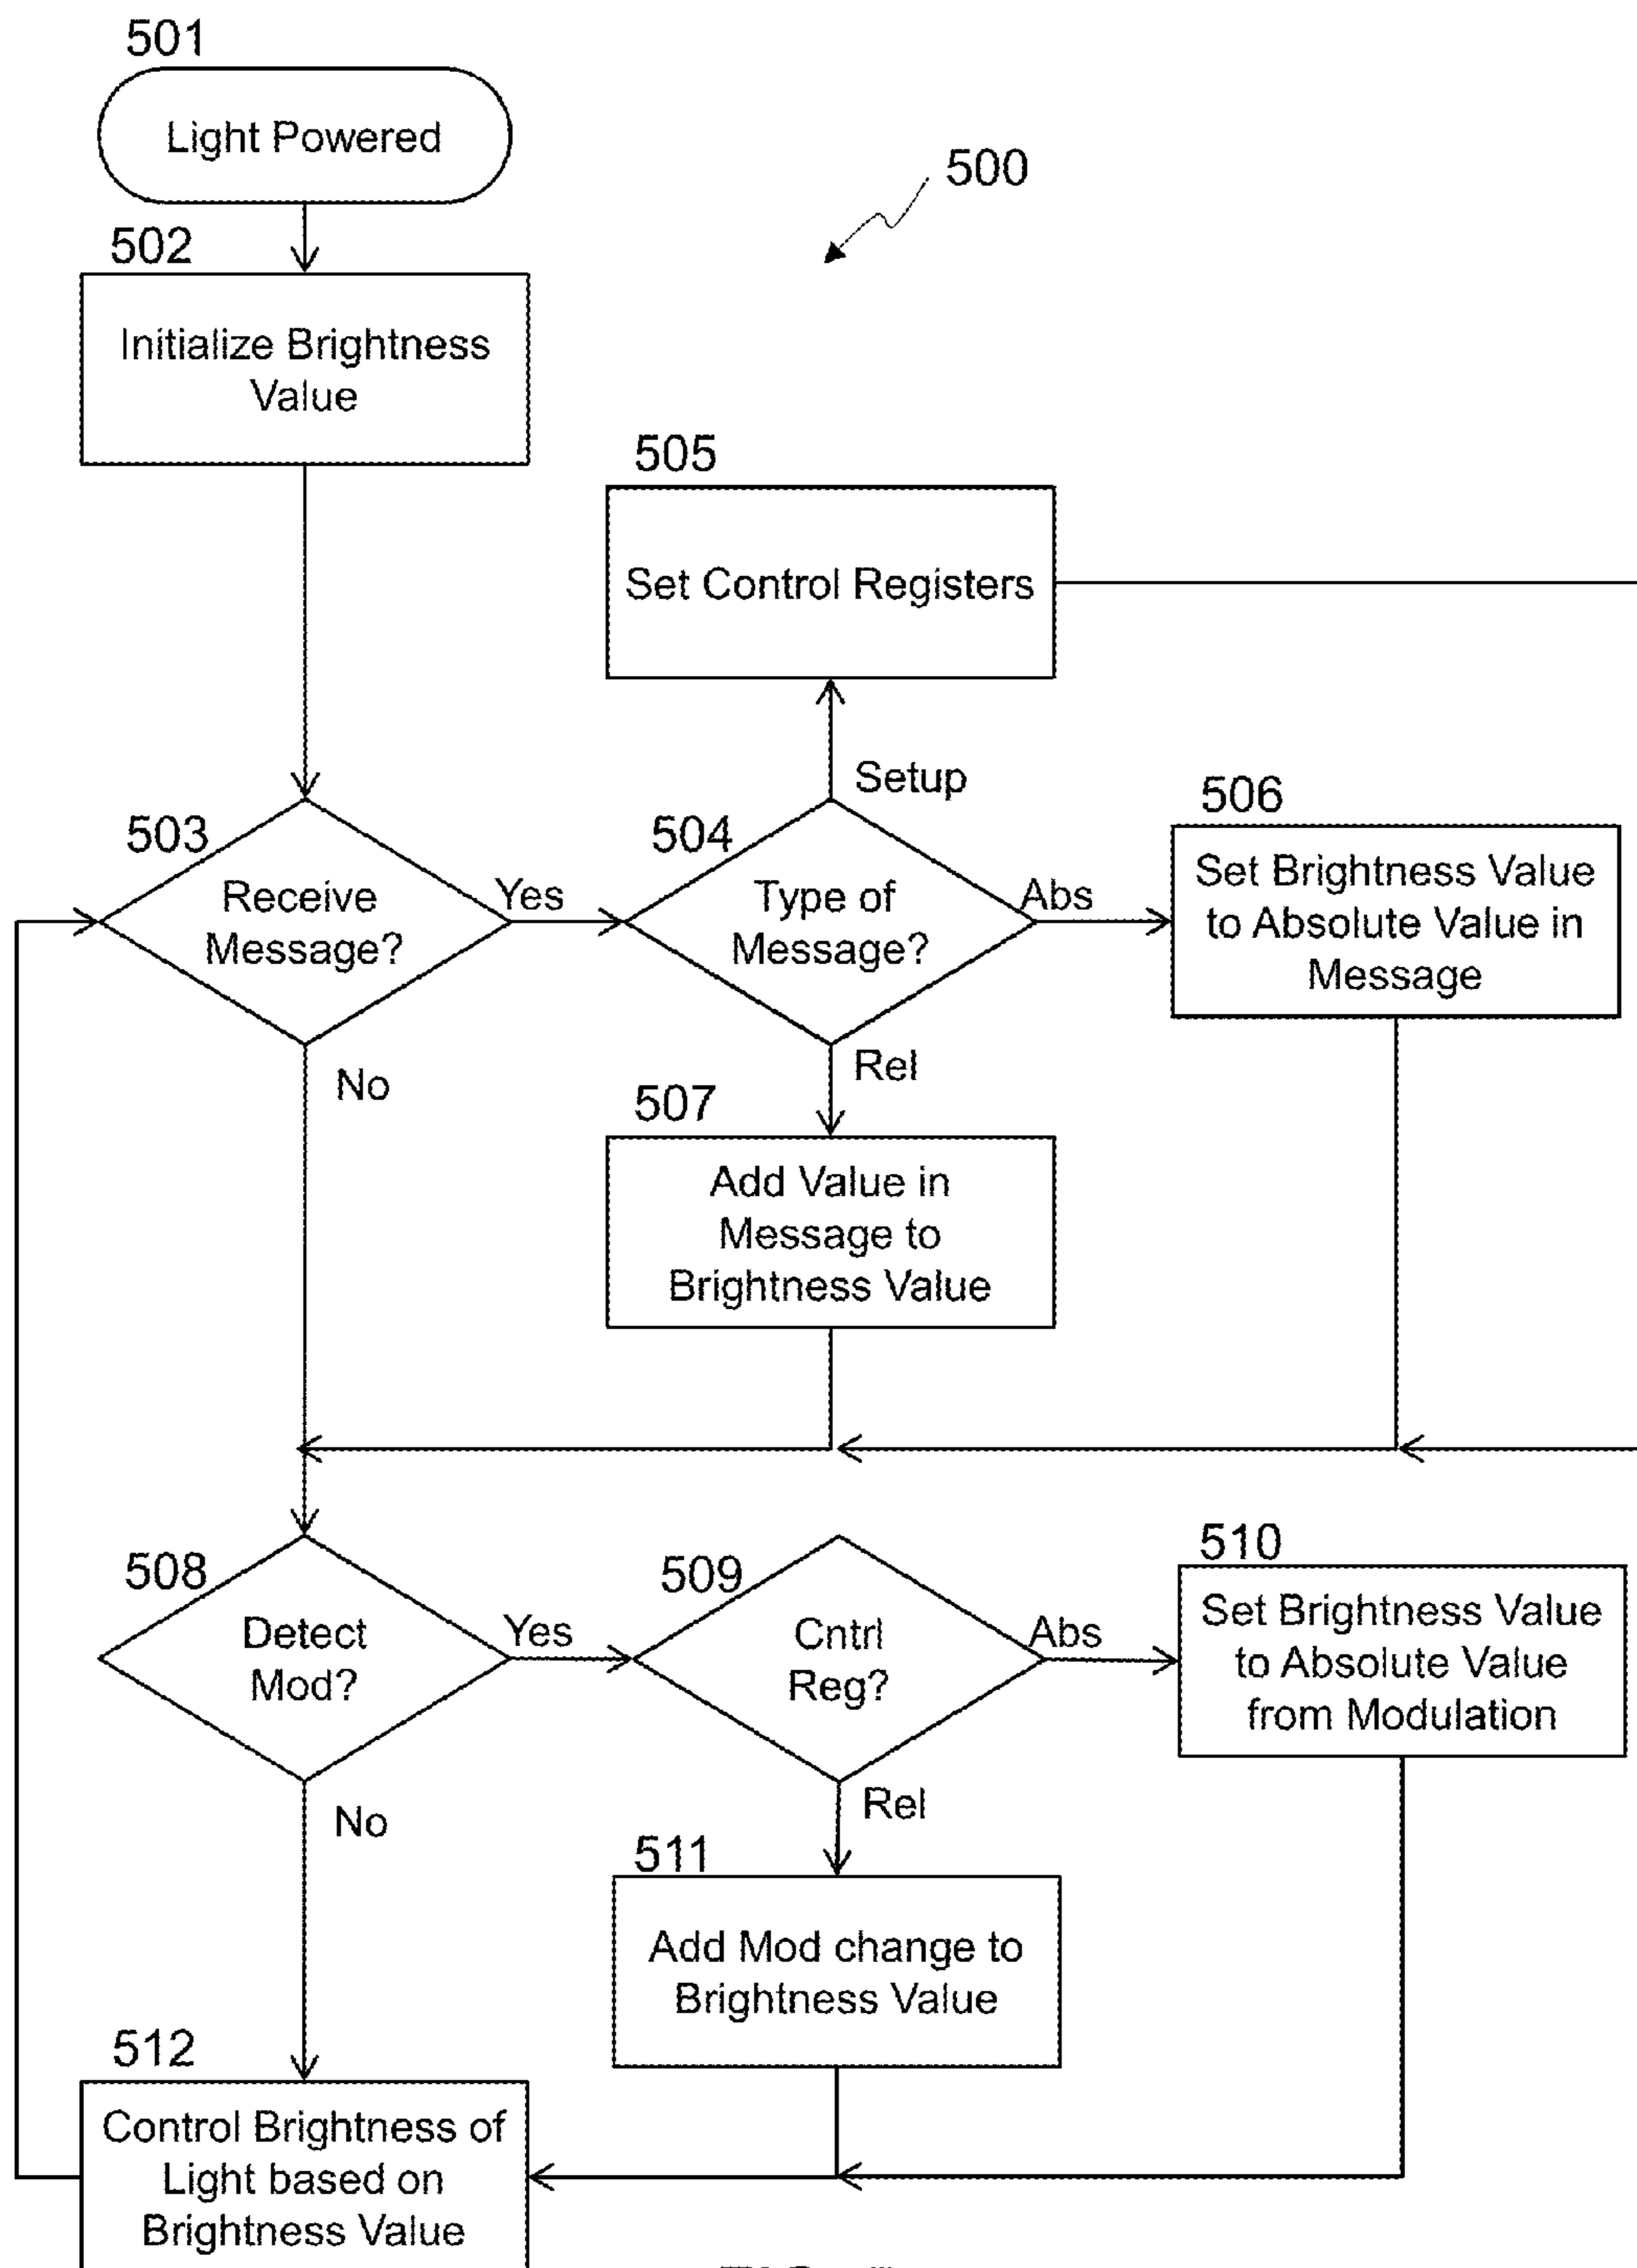 501
Light Powered
500
502
Initialize Brightness
Value
505
Set Control Registers
Setup
503
Receive
Message?
Yes
504
Type of
Message?
Abs
506
Set Brightness Value
to Absolute Value in
Message
No
Rel
507
Add Value in
Message to
Brightness Value
508
Detect
Mod?
Yes
509
Cntrl
Reg?
Abs
510
Set Brightness Value
to Absolute Value
from Modulation
No
Rel
511
Add Mod change to
Brightness Value
512
Control Brightness of
Light based on
Brightness Value